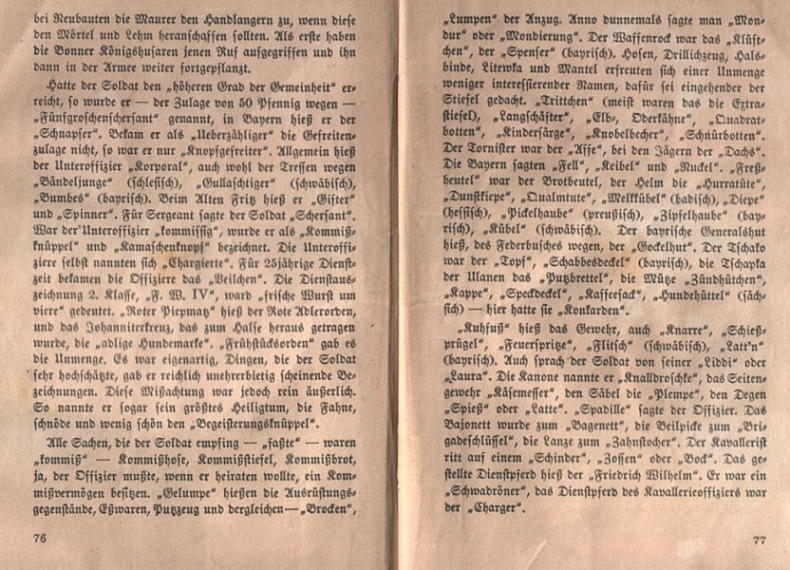 bei Neubauten die Maurer den Handlangern zu, wenn diese
den Mörtel und Lehm heranschaffen sollten. Als erste haben
die Bonner Königshusaren jenen Ruf aufgegriffen und ihn
dann in der Armee weiter fortgepflanzt.
Hatte der Soldat den „höheren Grad der Gemeinheit“ er-
reicht, so wurde er — der Zulage von 50 Pfennig wegen —
„Fünfgroschenschersant“ genannt, in Bayern hieß er der
„Schnapser“. Bekam er als „Ueberzähliger“ die Gefreiten-
zulage nicht, so war er nur „Knopfgefreiter“. Allgemein hieß
der Unteroffizier „Korporal“, auch wohl der Tressen wegen
„Bändeljunge“ (schlesisch), „Gullaschtiger“ (schwäbisch),
„Bumbes“ (bayrisch). Beim Alten Fritz hieß er „Gifter“
und „Spinner“. Für Sergeant sagte der Soldat „Schersant“.
War der Unteroffizier „kommissig“, wurde er als „Kommiß-
knüppel“ und „Kamaschenknopf“ bezeichnet. Die Unteroffi-
ziere selbst nannten sich „Chargierte“. Für 25jährige Dienst-
zeit bekamen die Offiziere das „Veilchen“. Die Dienstaus-
zeichnung 2. Klasse, „F. W. IV“, ward „frische Wurst um
viere“ gedeutet. „Roter Piepmatz“ hieß der Rote Adlerorden,
und das Johanniterkreuz, das zum Halse heraus getragen
wurde, die „adlige Hundemarke“. „Frühstücksorden“ gab es
die Unmenge. Es war eigenartig, Dingen, die der Soldat
sehr hochschätzte, gab er reichlich unehrerbietig scheinende Be-
zeichnungen. Diese Mißachtung war jedoch rein äußerlich.
So nannte er sogar sein größtes Heiligtum, die Fahne,
schnöde und wenig schön den „Begeisterungsknüppel“.
Alle Sachen, die der Soldat empfing — „faßte“ — waren
„kommiß“ — Kommißhose, Kommißstiefel, Kommißbrot,
ja, der Offizier mußte, wenn er heiraten wollte, ein Kom-
mißvermögen besitzen. „Gelumpe“ hießen die Ausrüstungs-
gegenstände, Eßwaren, Putzzeug und dergleichen — „Brocken“,
76
„Lumpen“ der Anzug. Anno dunnemals sagte man „Mon-
dur“ oder „Mondierung“. Der Waffenrock war das „Klüft-
chen“, der „Spenser“ (bayrisch). Hosen, Drillichzeug, Hals-
binde, Litewka und Mantel erfreuten sich einer Unmenge
weniger interessierender Namen, dafür sei eingehender der
Stiefel gedacht. „Trittchen“ (meist waren das die Extra-
stiefel), „Langschäfter“, „Elb-, Oderkähne“, „Quadrat-
botten“, „Kindersärge“, „Knobelbecher“, „Schnürbotten“.
Der Tornister war der „Affe“, bei den Jägern der „Dachs“.
Die Bayern sagten „Fell“, „Keibel“ und „Ruckel“. „Freß-
beutel“ war der Brotbeutel, der Helm die „Hurratüte“,
„Dunstkiepe“, „Qualmtute“, „Melkkübel“ (badisch), „Diepe“
(hessisch), „Pickelhaube“ (preußisch), „Zipfelhaube“ (bay-
risch), „Kübel“ (schwäbisch). Der bayrische Generalshut
hieß, des Federbusches wegen, der „Gockelhut“. Der Tschako
war der „Topf“, „Schabbesdeckel“ (bayrisch), die Tschapka
der Ulanen das „Putzbrettel“, die Mütze „Zündhütchen“,
„Kappe“, „Speckdeckel“, „Kaffeesack“, „Hundehüttel“ (säch-
sisch) — hier hatte sie „Konkarden“.
„Kuhfuß“ hieß das Gewehr, auch „Knarre“, „Schieß-
prügel“, „Feuerspritze“, „Flitsch“ (schwäbisch), „Latt'n“
(bayrisch). Auch sprach der Soldat von seiner „Liddi“ oder
„Laura“. Die Kanone nannte er „Knalldroschke“, das Seiten-
gewehr „Käsemesser“, den Säbel die „Plempe“, den Degen
„Spieß“ oder „Latte“. „Spadille“ sagte der Offizier. Das
Bajonett wurde zum „Bagenett“, die Beilpicke zum „Bri-
gadeschlüssel“, die Lanze zum „Zahnstocher“. Der Kavallerist
ritt auf einem „Schinder“, „Zossen“ oder „Bock“. Das ge-
stellte Dienstpferd hieß der „Friedrich Wilhelm“. Er war ein
„Schwadröner“, das Dienstpferd des Kavallerieoffiziers war
der „Charger“.
77